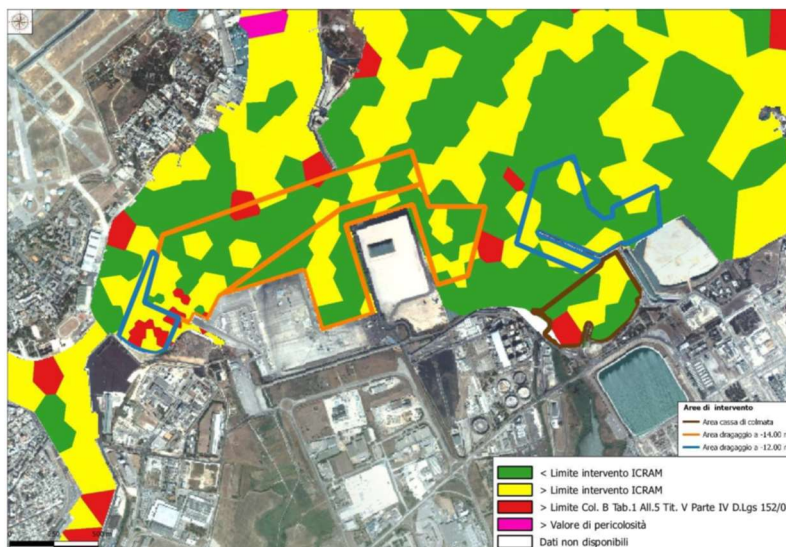 Aree di intervento
Area cassa di colmata
Area dragaggio a -14.00 m
Area dragaggio a -12.00 m
< Limite intervento ICRAM
> Limite intervento ICRAM
> Limite Col. B Tab.1 All.5 Tit. V Parte IV D.Lgs 152/0
> Valore di pericolosità
Dati non disponibili